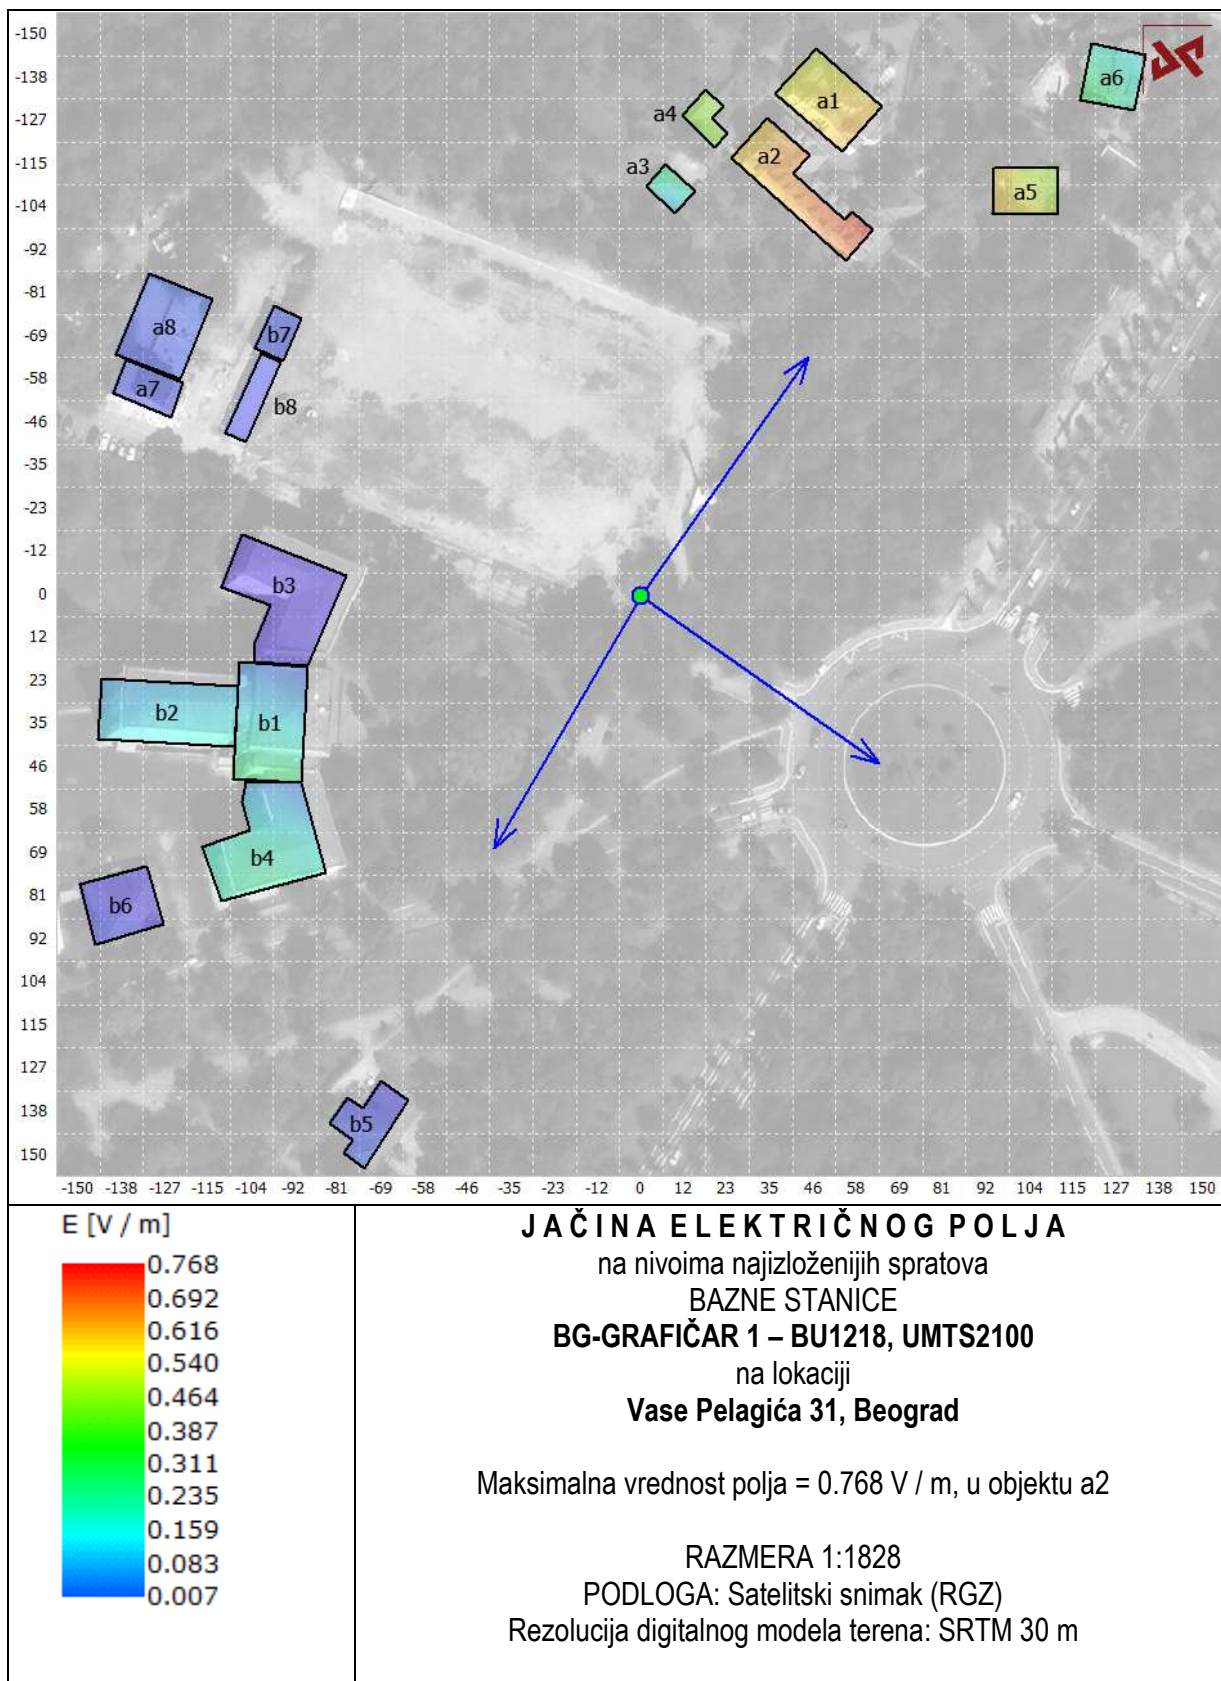 -150
-138
-127
-115
-104
-92
-81
-69
-58
-46
-35
-23
-12
0
12
23
35
46
58
69
81
92
104
115
127
138
150
a1
a6
a4
a2
a3
a5
a8
b7
a7
b8
b3
b2
b1
b4
b6
b5
-150 -138 -127 -115 -104 -92 -81 -69 -58 -46 -35 -23 -12 0 12 23 35 46 58 69 81 92 104 115 127 138 150
E [V / m]
0.768
0.692
0.616
0.540
0.464
0.387
0.311
0.235
0.159
0.083
0.007
JAČINA ELEKTRIČNOG POLJA
na nivoima najizloženijih spratova
BAZNE STANICE
BG-GRAFIČAR 1 – BU1218, UMTS2100
na lokaciji
Vase Pelagića 31, Beograd
Maksimalna vrednost polja = 0.768 V / m, u objektu a2
RAZMERA 1:1828
PODLOGA: Satelitski snimak (RGZ)
Rezolucija digitalnog modela terena: SRTM 30 m